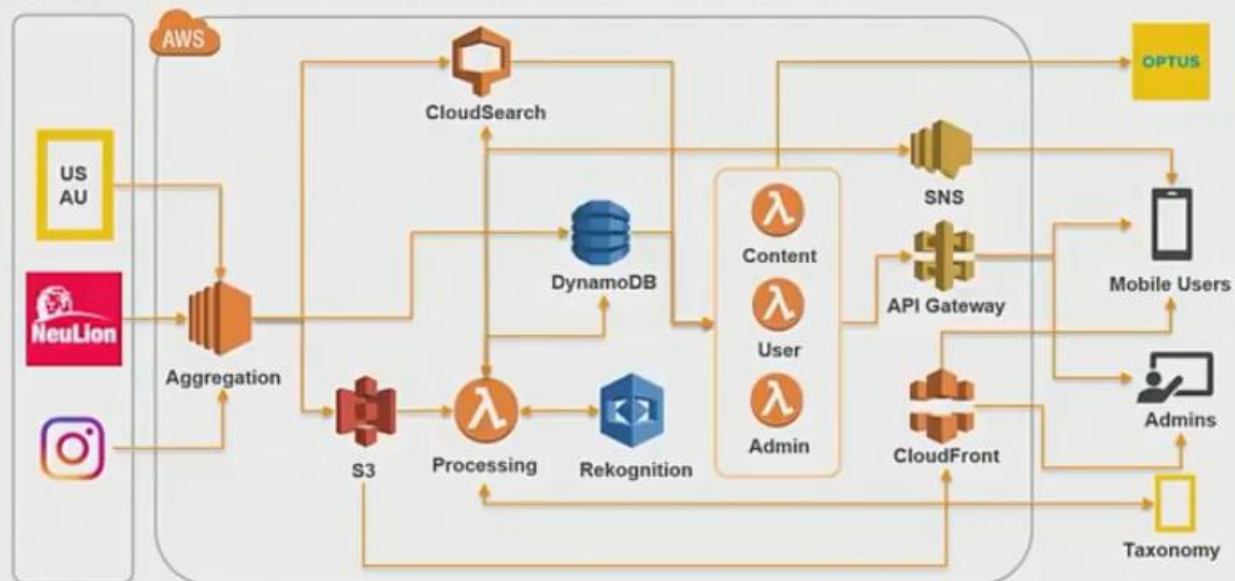 AWS
CloudSearch
OPTUS
US
AU
SNS
Content
DynamoDB
API Gateway
Mobile Users
NeuLion
User
Aggregation
Admin
Admins
S3
Processing
Rekognition
CloudFront
Taxonomy